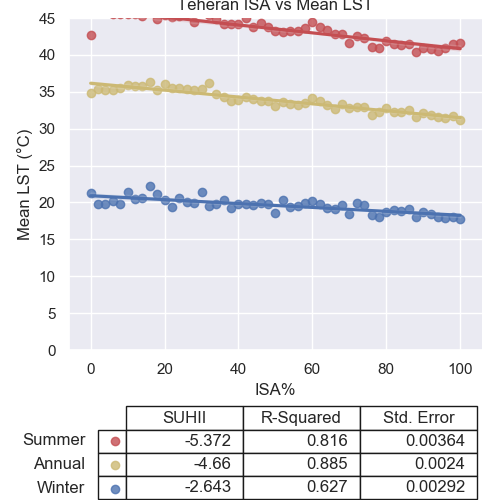 Teheran ISA vs Mean LST
45
40
35
30
25
20
15
10
5
0
Mean LST (°C)
0 20 40 60 80 100
ISA%
SUHII R-Squared Std. Error
Summer -5.372 0.816 0.00364
Annual -4.66 0.885 0.0024
Winter -2.643 0.627 0.00292